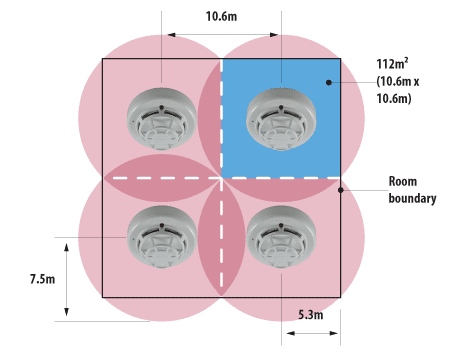 10.6m
112m²
(10.6m x
10.6m)
Room
boundary
7.5m
5.3m